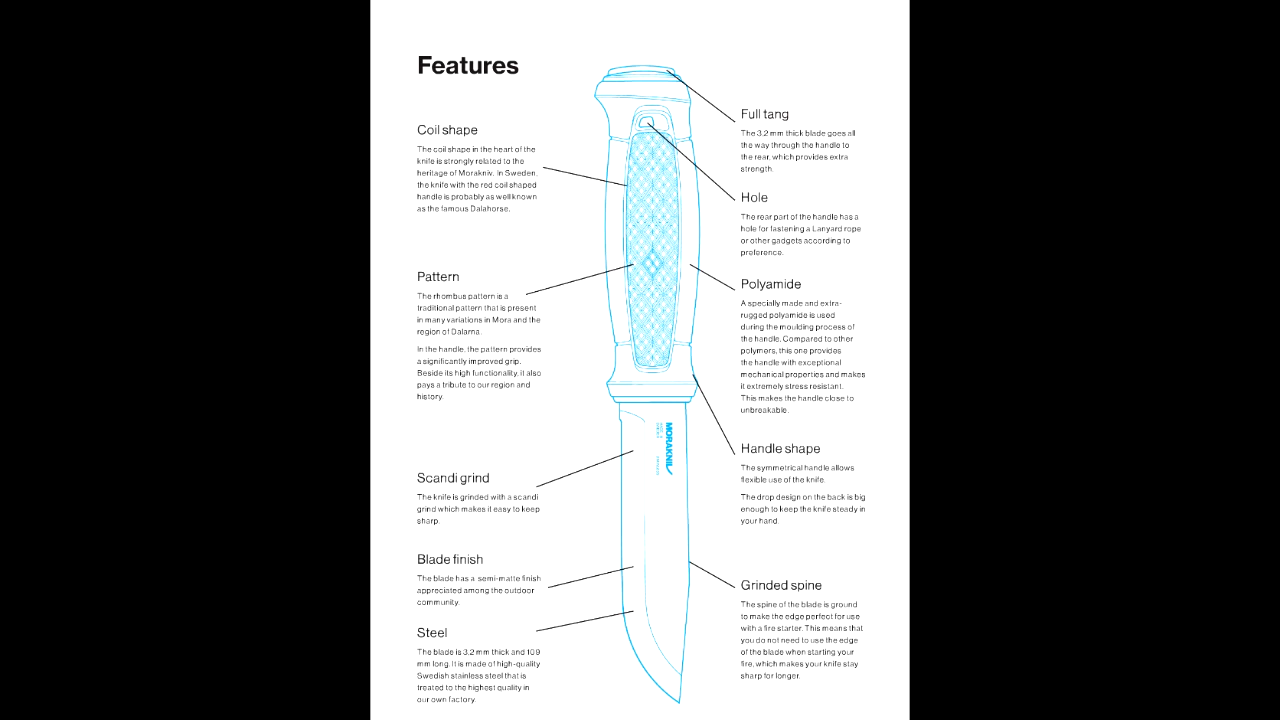 Features
Coil shape
The coil shape in the heart of the
knife is strongly related to the
heritage of Morakniv. In Sweden,
the knife with the red coil shaped
handle is probably as well known
as the famous Dalahorse.
Pattern
The rhombus pattern is a
traditional pattern that is present
in many variations in Mora and the
region of Dalarna.
In the handle, the pattern provides
a significantly improved grip.
Beside its high functionality, it also
pays a tribute to our region and
history.
Scandi grind
The knife is grinded with a scandi
grind which makes it easy to keep
sharp.
Blade finish
The blade has a semi-matte finish
appreciated among the outdoor
community.
Steel
The blade is 3.2 mm thick and 109
mm long. It is made of high-quality
Swedish stainless steel that is
treated to the highest quality in
our own factory.
MORAKNIV
Full tang
The 3.2 mm thick blade goes all
the way through the handle to
the rear, which provides extra
strength.
Hole
The rear part of the handle has a
hole for fastening a Lanyard rope
or other gadgets according to
preference.
Polyamide
A specially made and extra-
rugged polyamide is used
during the moulding process of
the handle. Compared to other
polymers, this one provides
the handle with exceptional
mechanical properties and makes
it extremely stress resistant.
This makes the handle close to
unbreakable.
Handle shape
The symmetrical handle allows
flexible use of the knife.
The drop design on the back is big
enough to keep the knife steady in
your hand.
Grinded spine
The spine of the blade is ground
to make the edge perfect for use
with a fire starter. This means that
you do not need to use the edge
of the blade when starting your
fire, which makes your knife stay
sharp for longer.